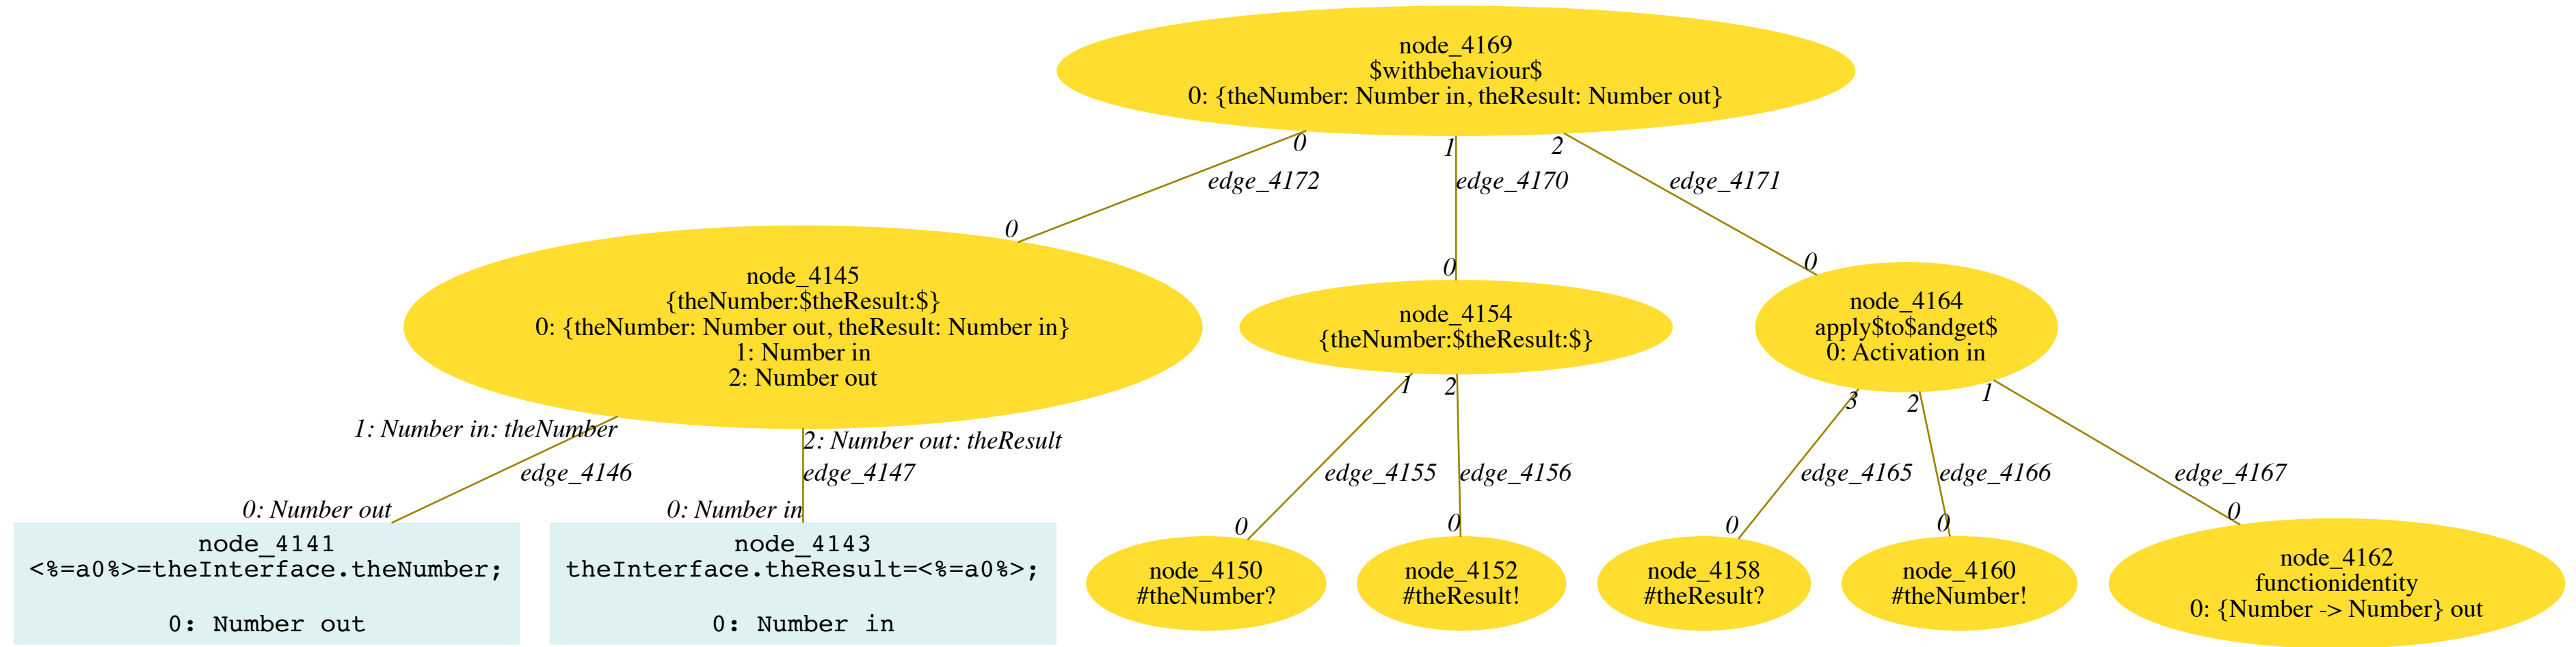 node_4169
$withbehaviour$
0: {theNumber: Number in, theResult: Number out}
0
1
2
edge_4172
edge_4170
edge_4171
0
0
0
node_4145
{theNumber:$theResult:$}
0: {theNumber: Number out, theResult: Number in}
1: Number in
2: Number out
node_4154
{theNumber:$theResult:$}
node_4164
apply$to$andget$
0: Activation in
1: Number in: theNumber
2: Number out: theResult
1
2
3
2
1
edge_4146
edge_4147
edge_4155
edge_4156
edge_4165
edge_4166
edge_4167
0: Number out
0: Number in
0
0
0
0
0
node_4141
<%=a0%>=theInterface.theNumber;
0: Number out
node_4143
theInterface.theResult=<%=a0%>;
0: Number in
node_4150
#theNumber?
node_4152
#theResult!
node_4158
#theResult?
node_4160
#theNumber!
node_4162
functionidentity
0: {Number -> Number} out